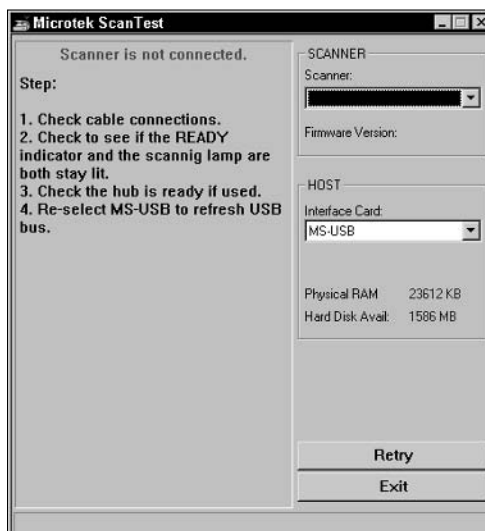 Microtek ScanTest
Scanner is not connected.
Step:
1. Check cable connections.
2. Check to see if the READY
indicator and the scannig lamp are
both stay lit.
3. Check the hub is ready if used.
4. Re-select MS-USB to refresh USB
bus.
SCANNER
Scanner:
Firmware Version:
HOST
Interface Card:
MS-USB
Physical RAM 23612 KB
Hard Disk Avail: 1586 MB
Retry
Exit